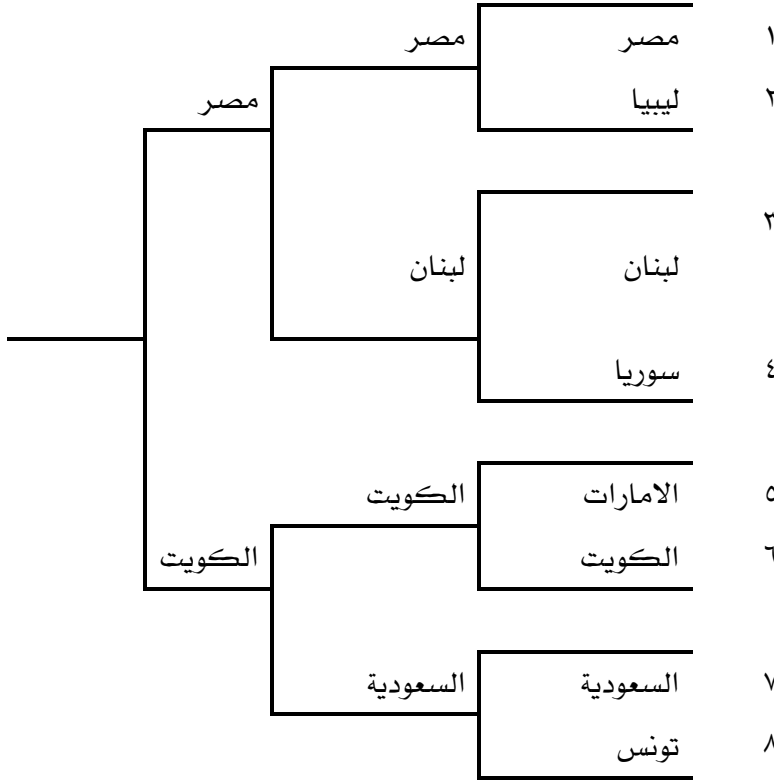 ١ مصر مصر
٢ ليبيا مصر
٣
لبنان لبنان
٤ سوريا
٥ الامارات الكويت
٦ الكويت الكويت
٧ السعودية السعودية
٨ تونس